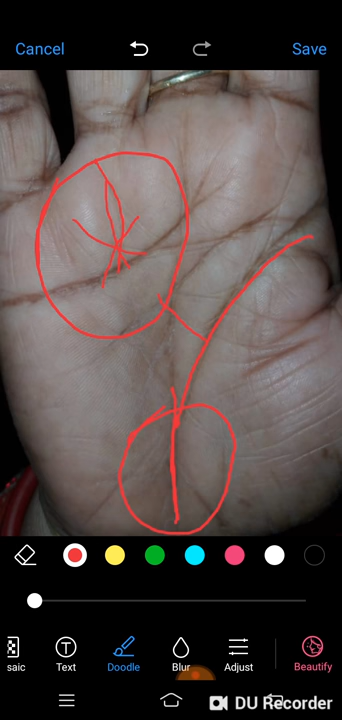 Cancel
Save
saic
Text
Doodle
Blur
Adjust
Beautify
DU Recorder